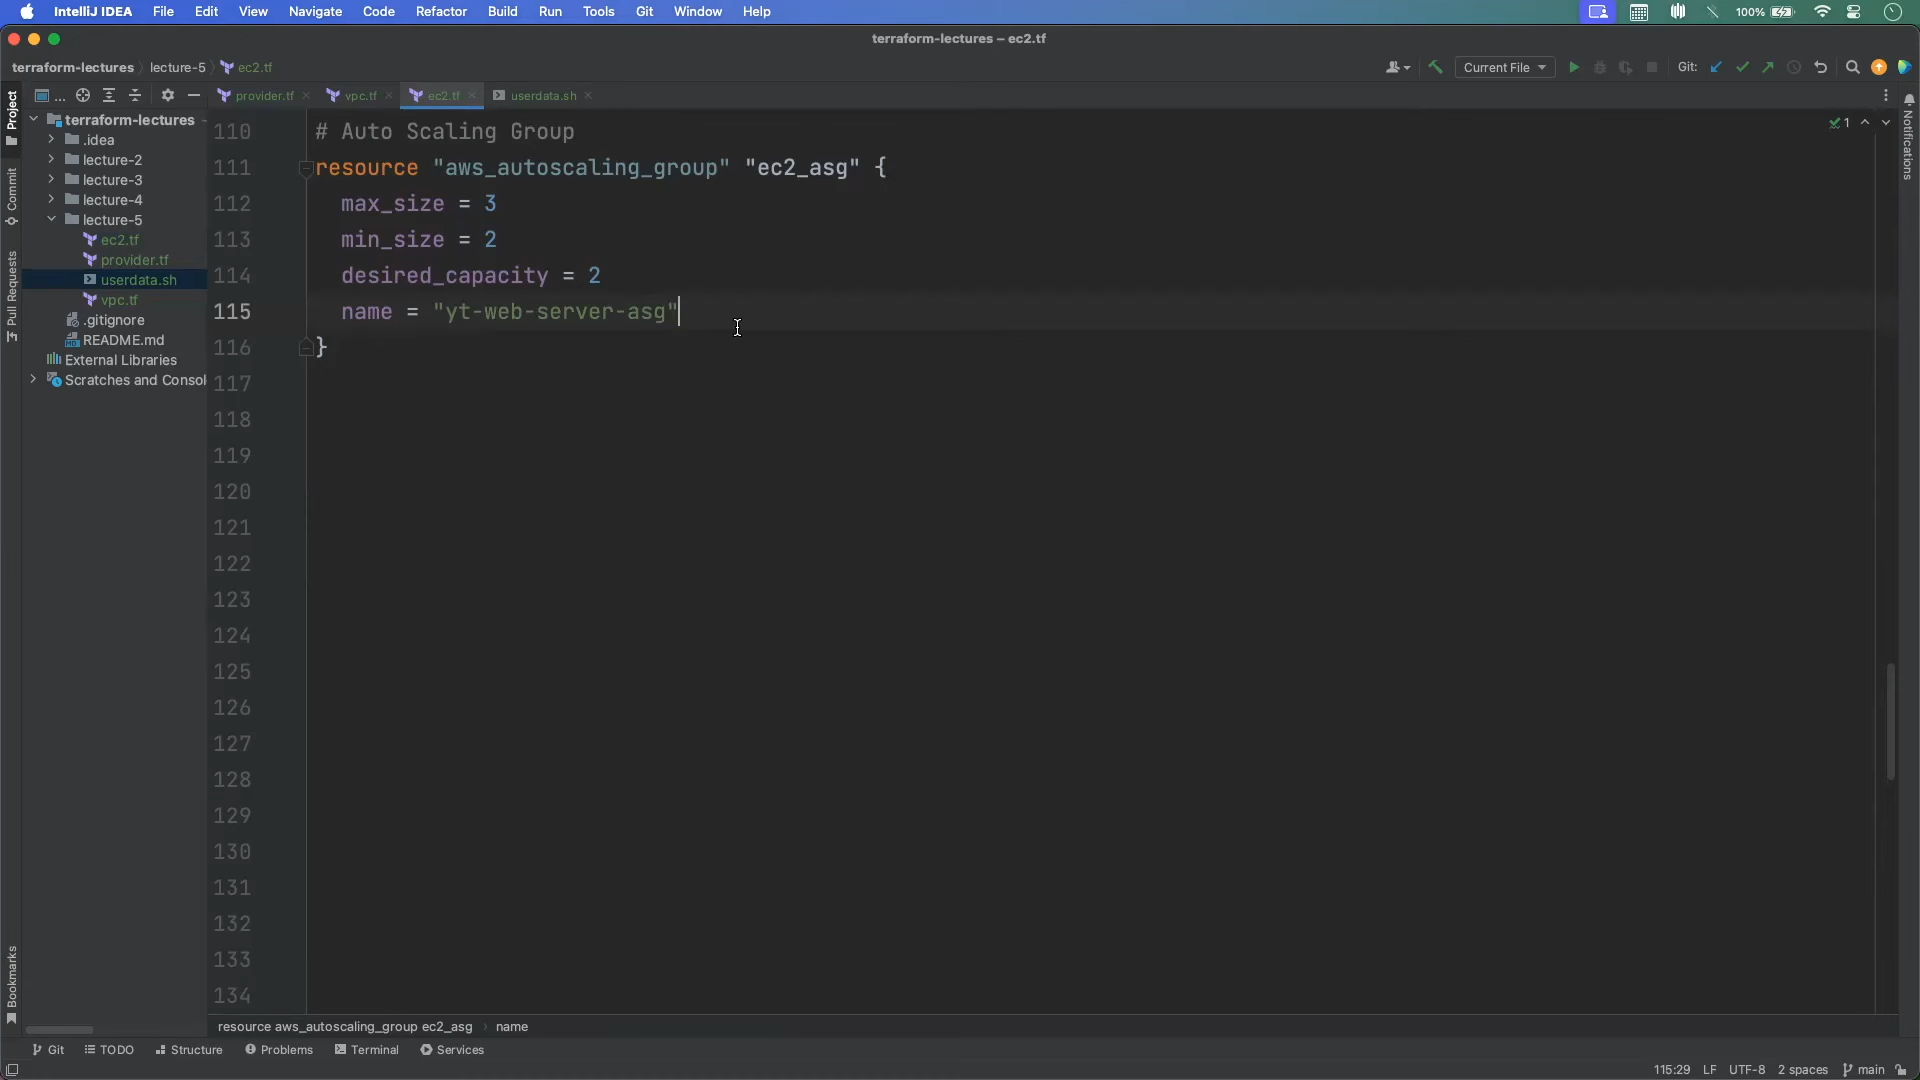 IntelliJ IDEA File Edit View Navigate Code Refactor Build Run Tools Git Window Help 100%
terraform-lectures – ec2.tf
terraform-lectures lecture-5 ec2.tf Current File Git:
... provider.tf vpc.tf ec2.tf userdata.sh
Project
Commit
Pull Requests
Bookmarks
Notifications
terraform-lectures
.idea
lecture-2
lecture-3
lecture-4
lecture-5
ec2.tf
provider.tf
userdata.sh
vpc.tf
.gitignore
README.md
External Libraries
Scratches and Consol
1
110 # Auto Scaling Group
111 resource "aws_autoscaling_group" "ec2_asg" {
112 max_size = 3
113 min_size = 2
114 desired_capacity = 2
115 name = "yt-web-server-asg"
116 }
117
118
119
120
121
122
123
124
125
126
127
128
129
130
131
132
133
134
resource aws_autoscaling_group ec2_asg name
Git TODO Structure Problems Terminal Services
115:29 LF UTF-8 2 spaces main